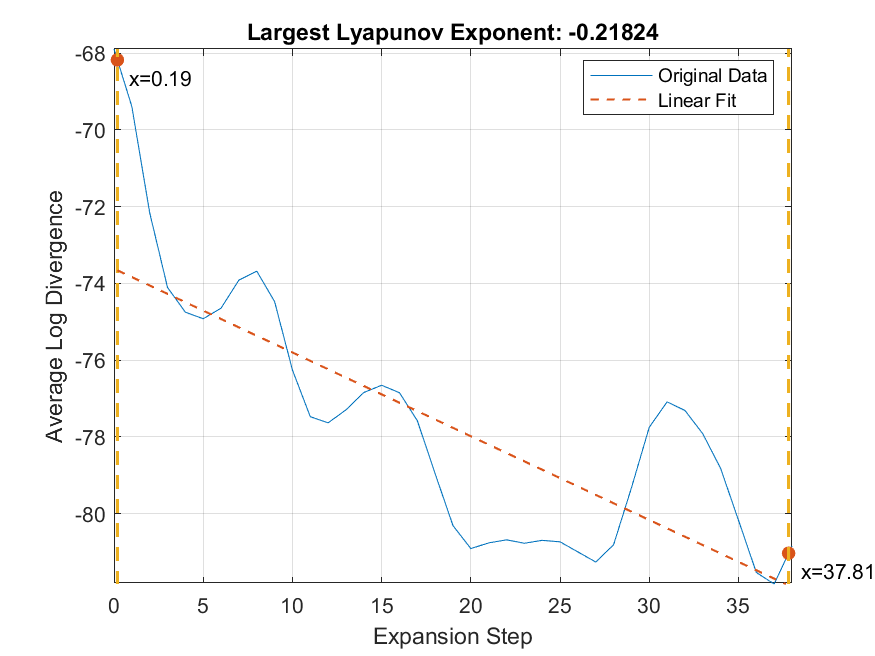 Largest Lyapunov Exponent: -0.21824
-68
x=0.19
Original Data
Linear Fit
-70
-72
-74
-76
-78
-80
Average Log Divergence
x=37.81
0 5 10 15 20 25 30 35
Expansion Step